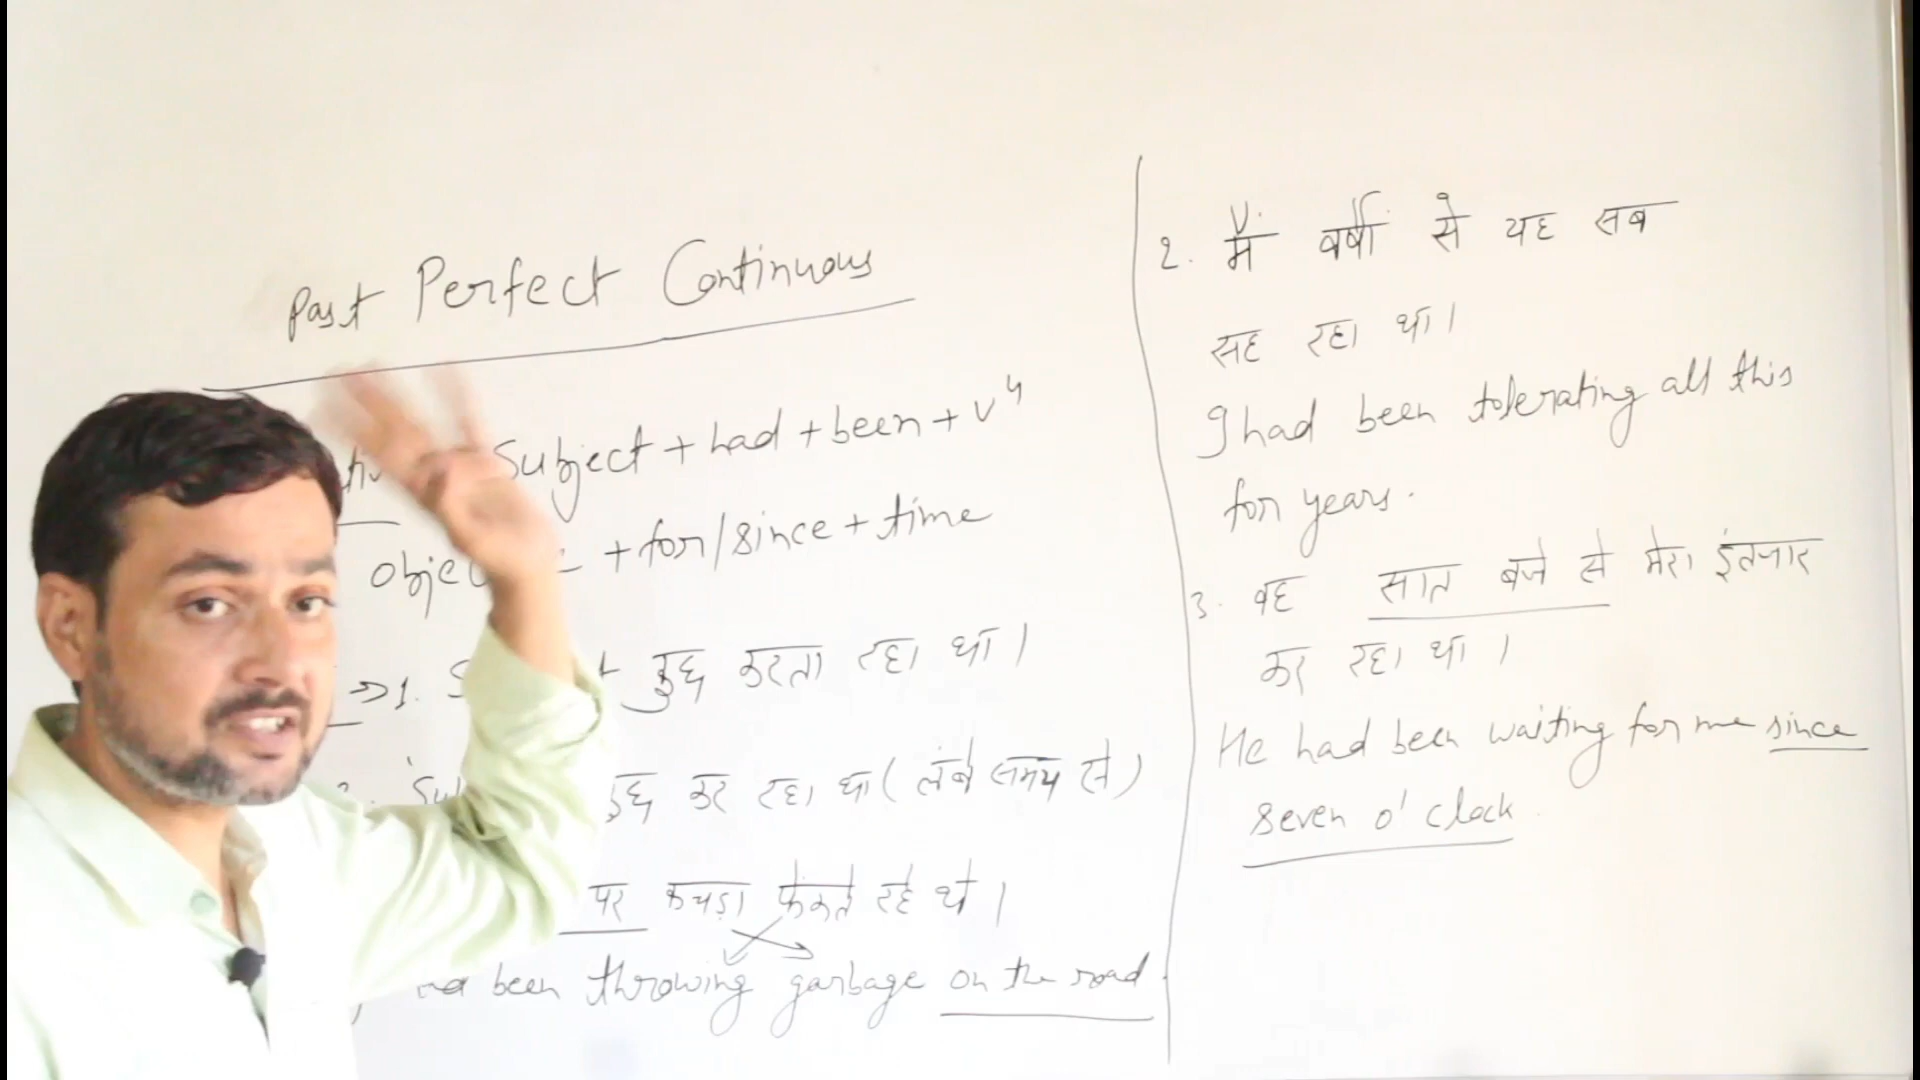 Past Perfect Continuous
Subject + had + been + V⁴
+ for/since + time
→ 1. कुछ करता रहा था।
कुछ कर रहा था (लंबे समय से)
पर कचड़ा फेंकते रहे थे।
been throwing garbage on the road.
2. मैं वर्षों से यह सब
सह रहा था।
I had been tolerating all this
for years.
3. वह सात बजे से मेरा इंतजार
कर रहा था।
He had been waiting for me since
seven o'clock.